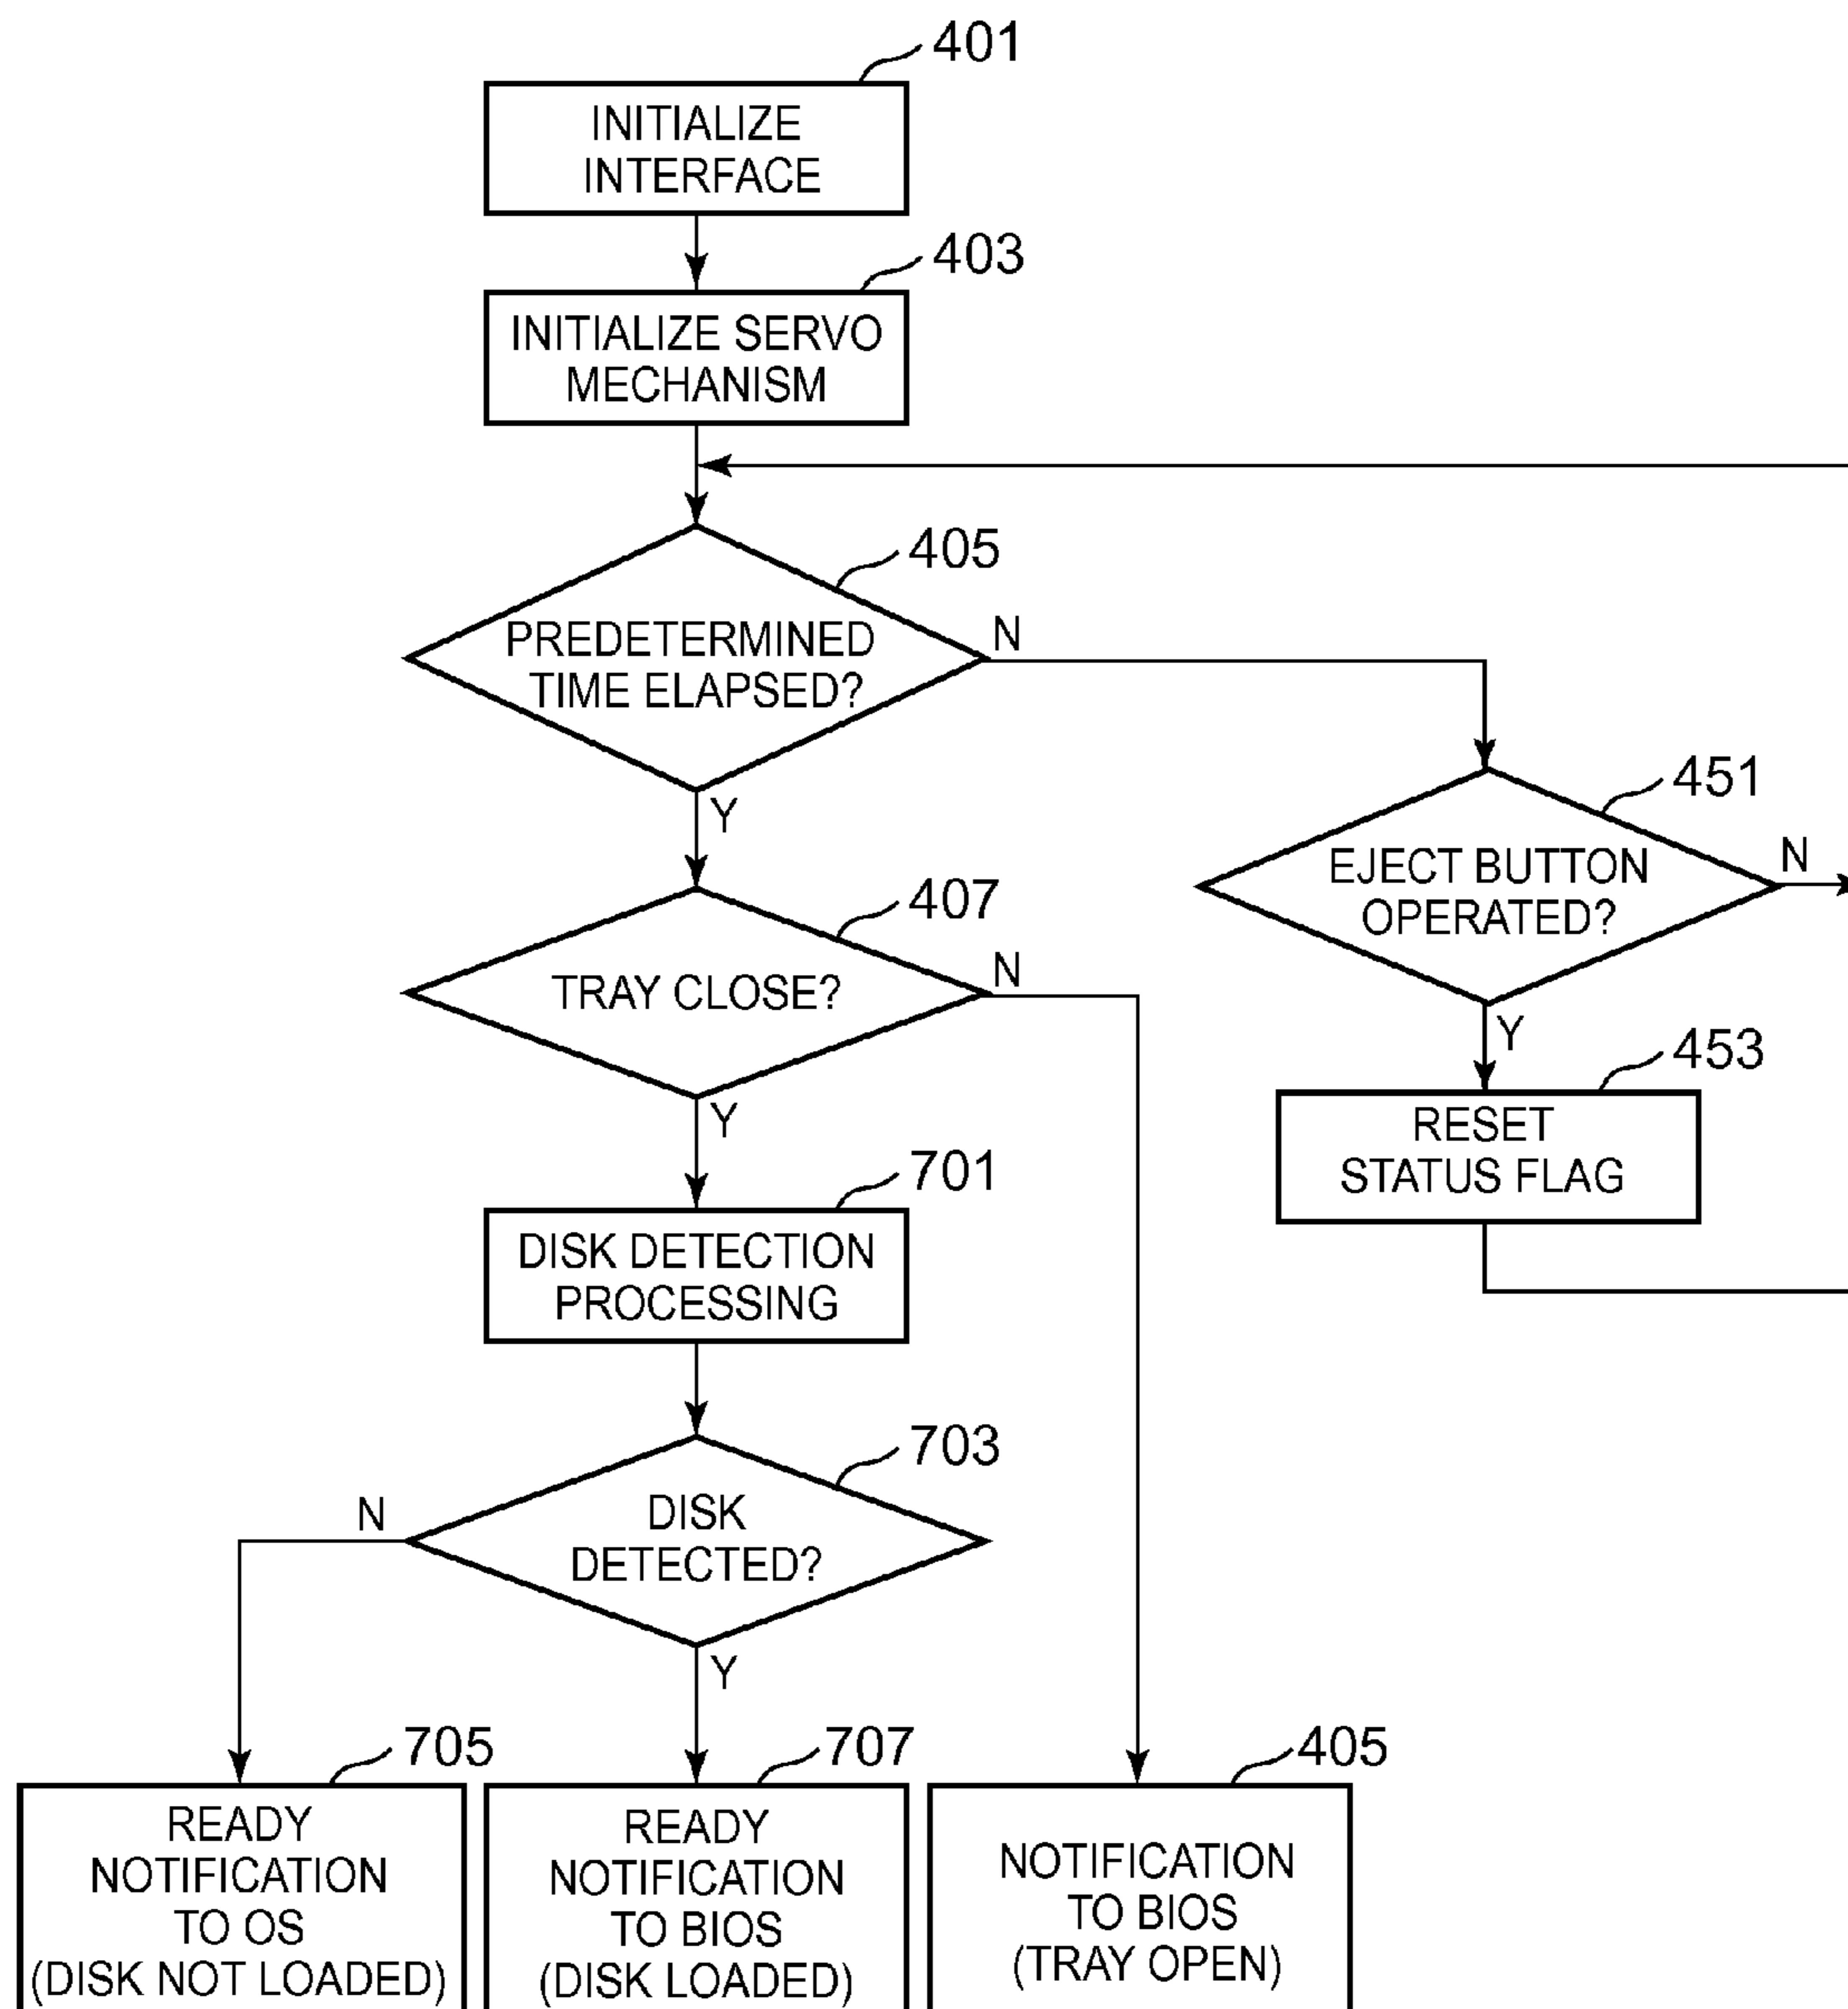 401
INITIALIZE
INTERFACE
403
INITIALIZE SERVO
MECHANISM
405
PREDETERMINED
TIME ELAPSED?
N
Y
451
EJECT BUTTON
OPERATED?
N
Y
407
TRAY CLOSE?
N
Y
453
RESET
STATUS FLAG
701
DISK DETECTION
PROCESSING
703
DISK
DETECTED?
N
Y
705
READY
NOTIFICATION
TO OS
(DISK NOT LOADED)
707
READY
NOTIFICATION
TO BIOS
(DISK LOADED)
405
NOTIFICATION
TO BIOS
(TRAY OPEN)